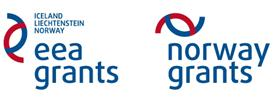 ICELAND
LIECHTENSTEIN
NORWAY
eea
grants
norway
grants